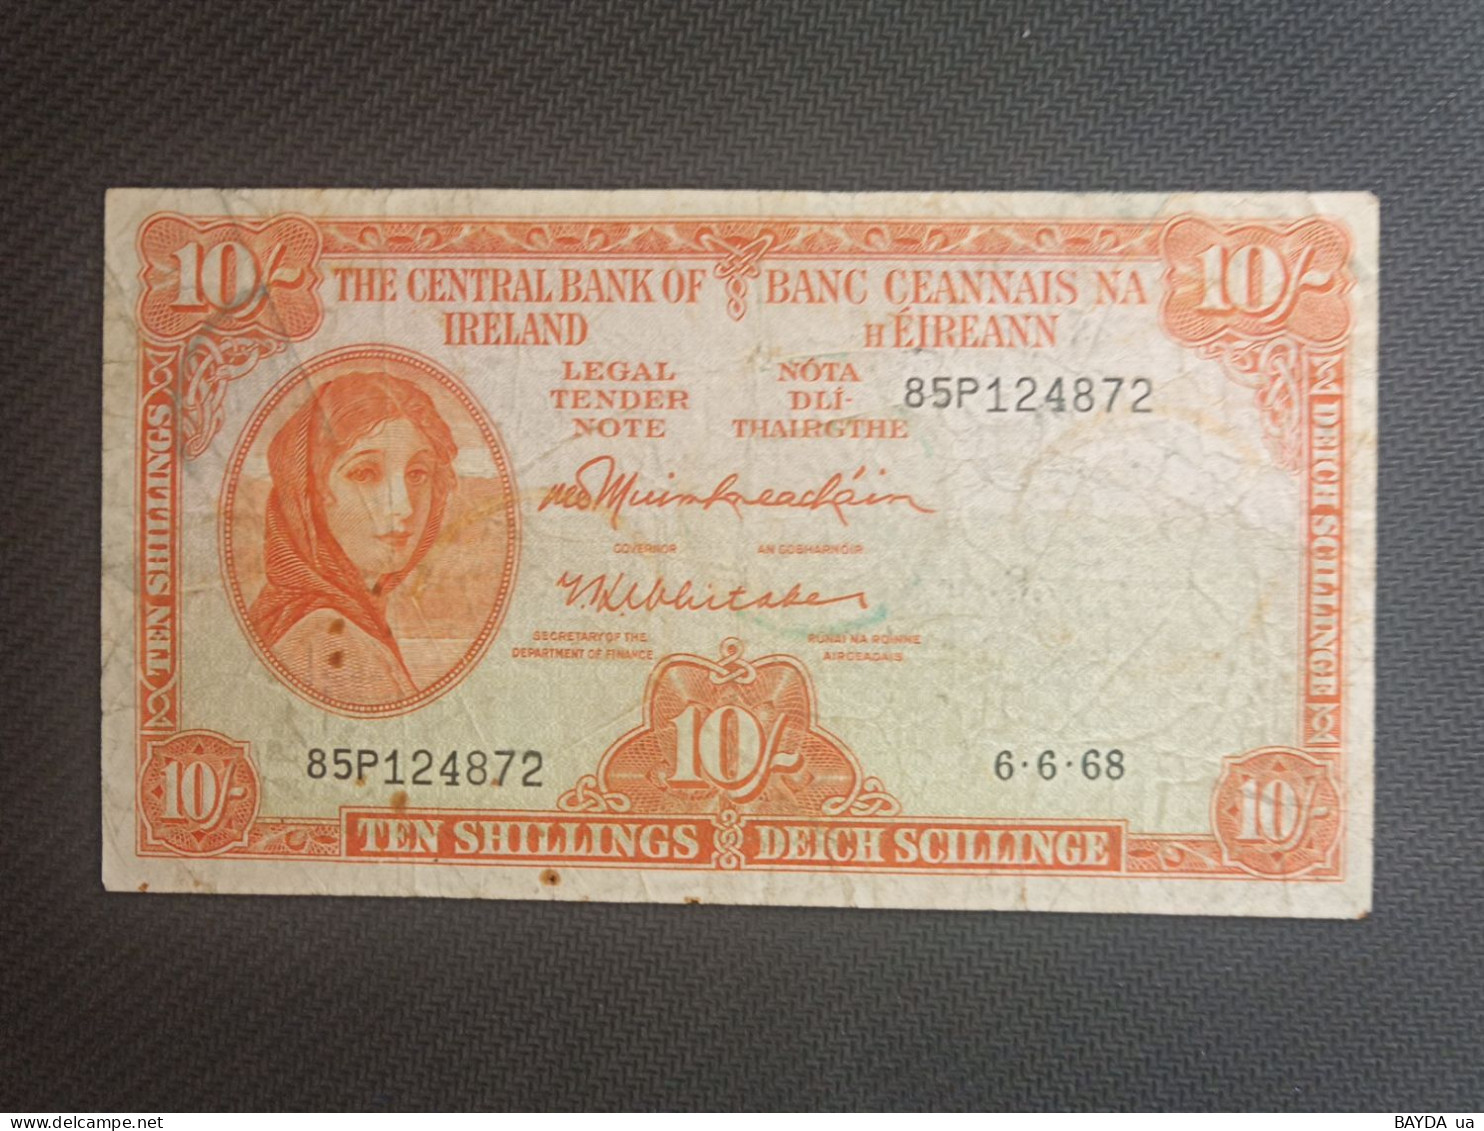 10/-
10/-
THE CENTRAL BANK OF
IRELAND
BANC CEANNAIS NA
hÉIREANN
LEGAL
TENDER
NOTE
NÓTA
DLÍ-
THAIRGTHE
85P124872
TEN SHILLINGS
DEICH SCILLINGE
GOVERNOR
AN GOBHARNÓIR
T. K. Whitaker
SECRETARY OF THE
DEPARTMENT OF FINANCE
RUNAI NA ROINNE
AIRGEADAIS
85P124872
6·6·68
10/-
10/-
10/-
TEN SHILLINGS
DEICH SCILLINGE
BAYDA ua